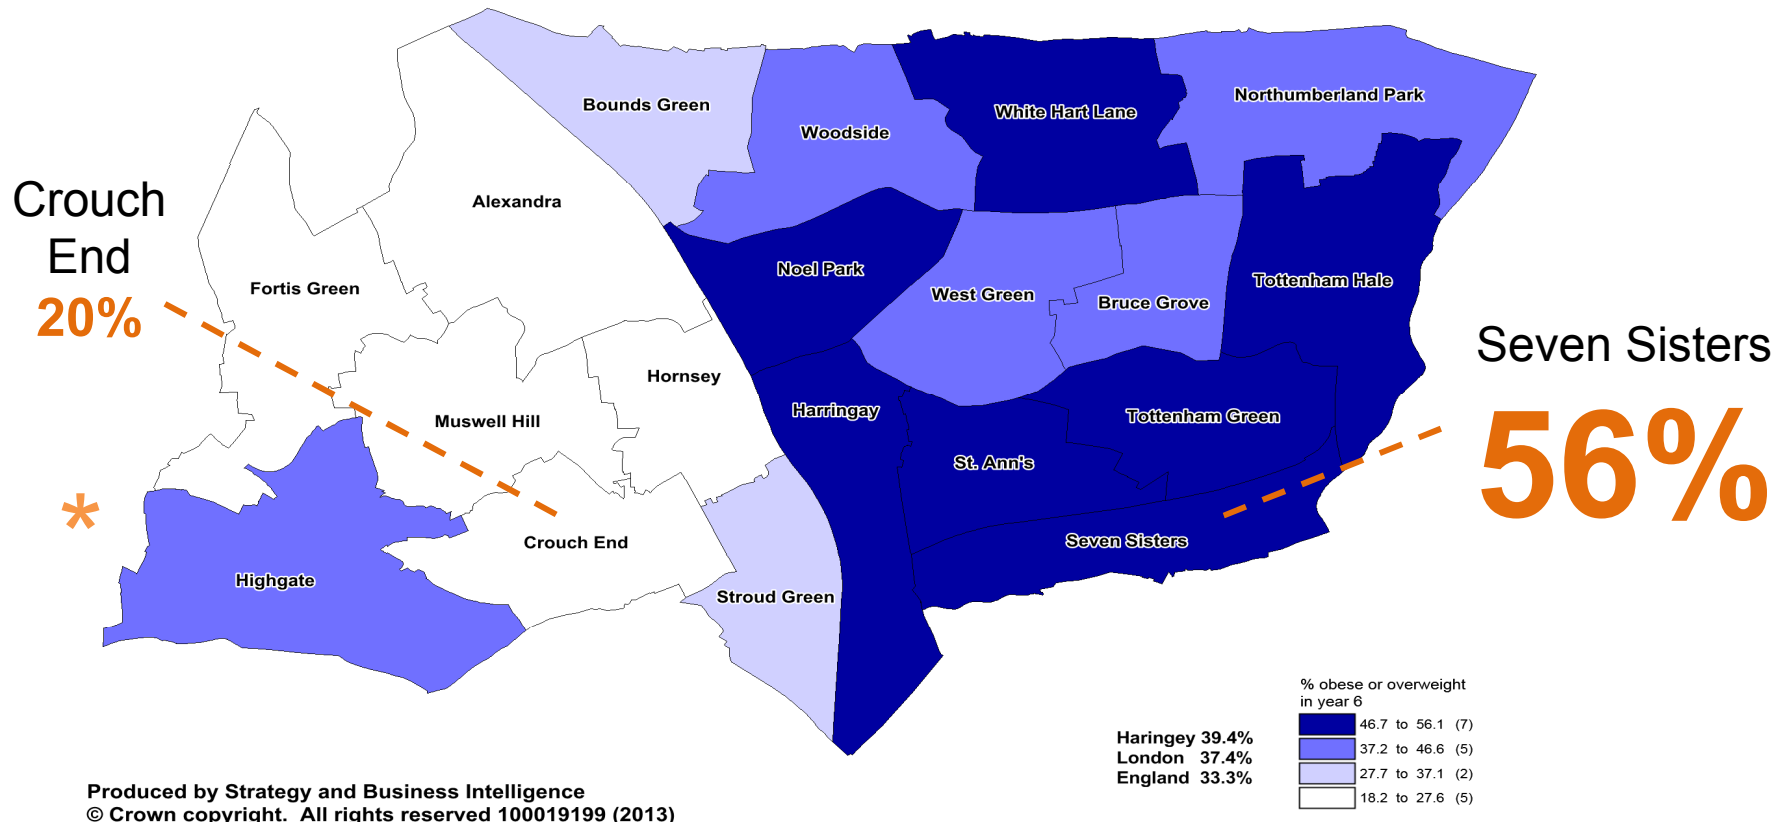 Bounds Green
Woodside
White Hart Lane
Northumberland Park
Crouch
End
20%
Alexandra
Fortis Green
Noel Park
West Green
Bruce Grove
Tottenham Hale
Seven Sisters
56%
Hornsey
Muswell Hill
Harringay
Tottenham Green
St. Ann's
*
Crouch End
Seven Sisters
Highgate
Stroud Green
% obese or overweight
in year 6
46.7 to 56.1 (7)
37.2 to 46.6 (5)
27.7 to 37.1 (2)
18.2 to 27.6 (5)
Haringey 39.4%
London 37.4%
England 33.3%
Produced by Strategy and Business Intelligence
© Crown copyright. All rights reserved 100019199 (2013)